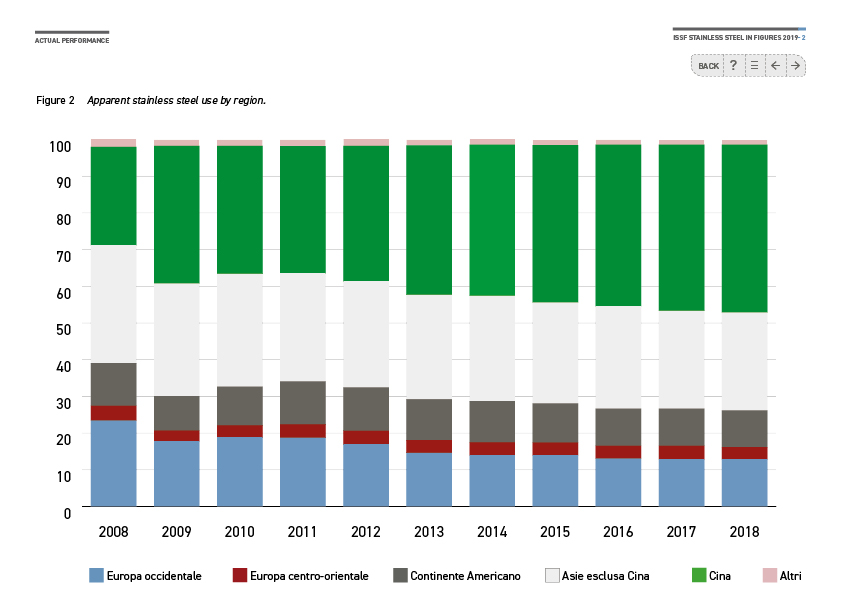 ACTUAL PERFORMANCE
ISSF STAINLESS STEEL IN FIGURES 2019- 2
BACK ? ☰ ← →
Figure 2 Apparent stainless steel use by region.
100
90
80
70
60
50
40
30
20
10
0
2008 2009 2010 2011 2012 2013 2014 2015 2016 2017 2018
Europa occidentale Europa centro-orientale Continente Americano Asie esclusa Cina Cina Altri